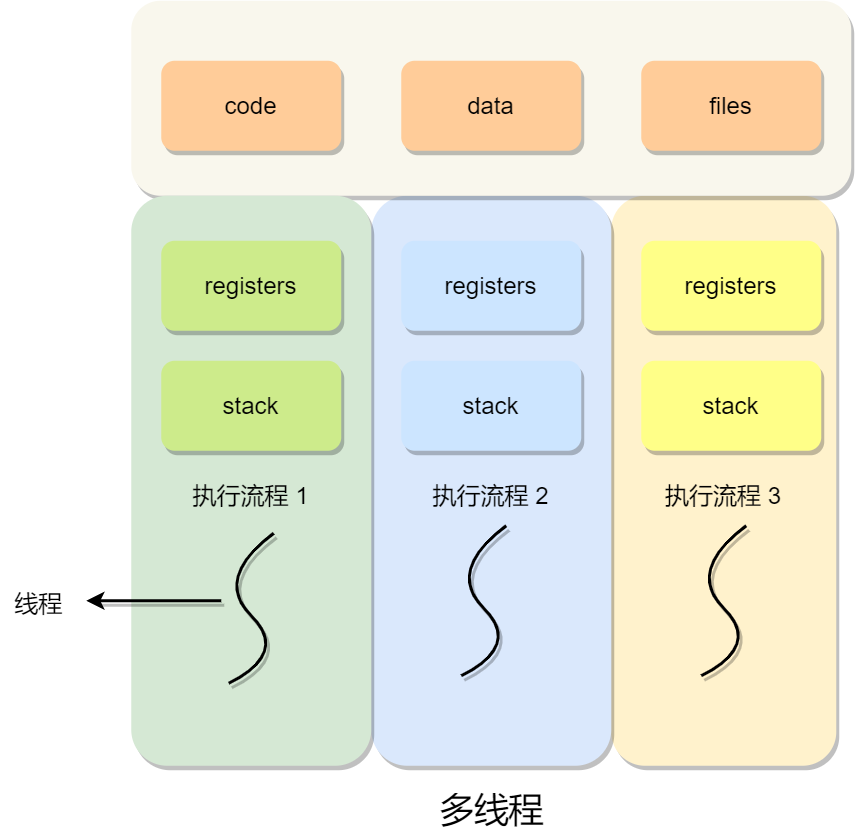 code
data
files
registers
registers
registers
stack
stack
stack
执行流程 1
执行流程 2
执行流程 3
线程
多线程